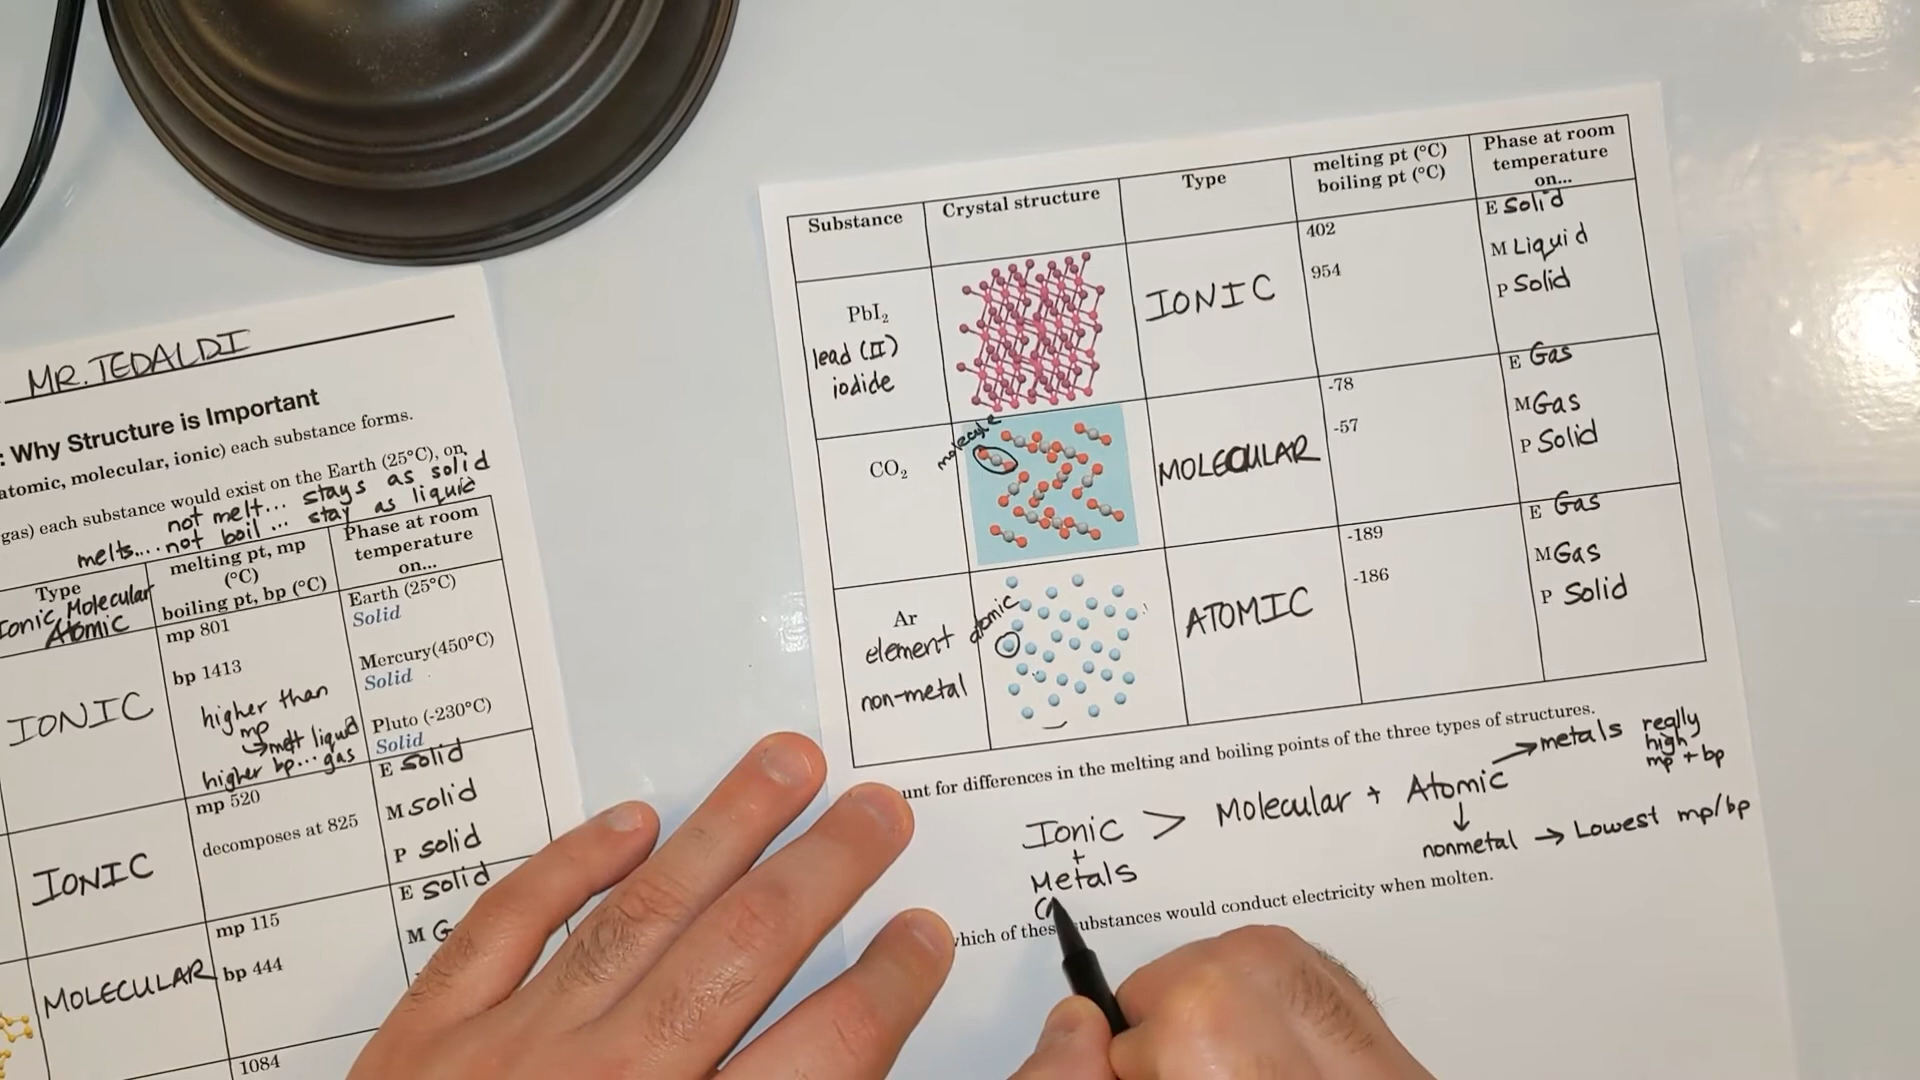 MR. TEDALDI
: Why Structure is Important
atomic, molecular, ionic) each substance forms.
gas) each substance would exist on the Earth (25°C), on
not melt... stays as solid
melts.... not boil ... stay as liquid
Type
Ionic, Molecular
Atomic
melting pt, mp
(°C)
boiling pt, bp (°C)
Phase at room
temperature
on...
IONIC
mp 801
bp 1413
higher than
mp
→ melt liquid
higher bp... gas
Earth (25°C)
Solid
Mercury(450°C)
Solid
Pluto (-230°C)
Solid
IONIC
mp 520
decomposes at 825
E solid
M solid
P solid
MOLECULAR
mp 115
bp 444
E solid
M G
1084
Substance
Crystal structure
Type
melting pt (°C)
boiling pt (°C)
Phase at room
temperature
on...
PbI₂
lead (II)
iodide
IONIC
402
954
E Solid
M Liquid
P Solid
CO₂
molecule
MOLECULAR
-78
-57
E Gas
M Gas
P Solid
Ar
element
non-metal
atomic
ATOMIC
-189
-186
E Gas
M Gas
P Solid
unt for differences in the melting and boiling points of the three types of structures.
Ionic > Molecular + Atomic → metals really
high
mp + bp
+
Metals
↓
nonmetal → Lowest mp/bp
which of thes substances would conduct electricity when molten.